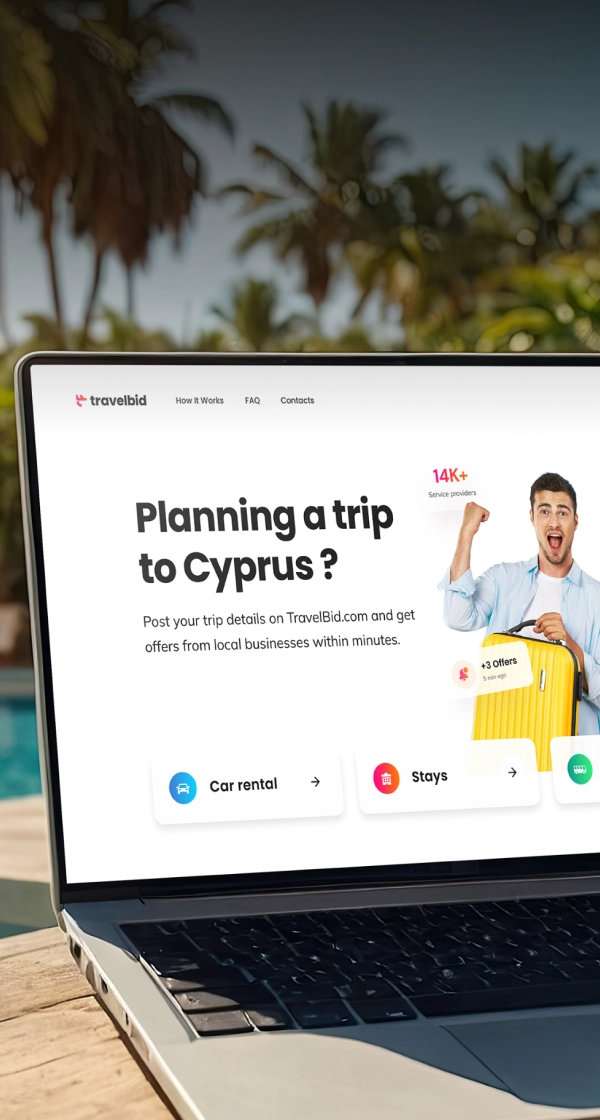 travelbid
How It Works
FAQ
Contacts
14K+
Service providers
Planning a trip
to Cyprus ?
Post your trip details on TravelBid.com and get
offers from local businesses within minutes.
+3 Offers
5 min ago
Car rental
Stays